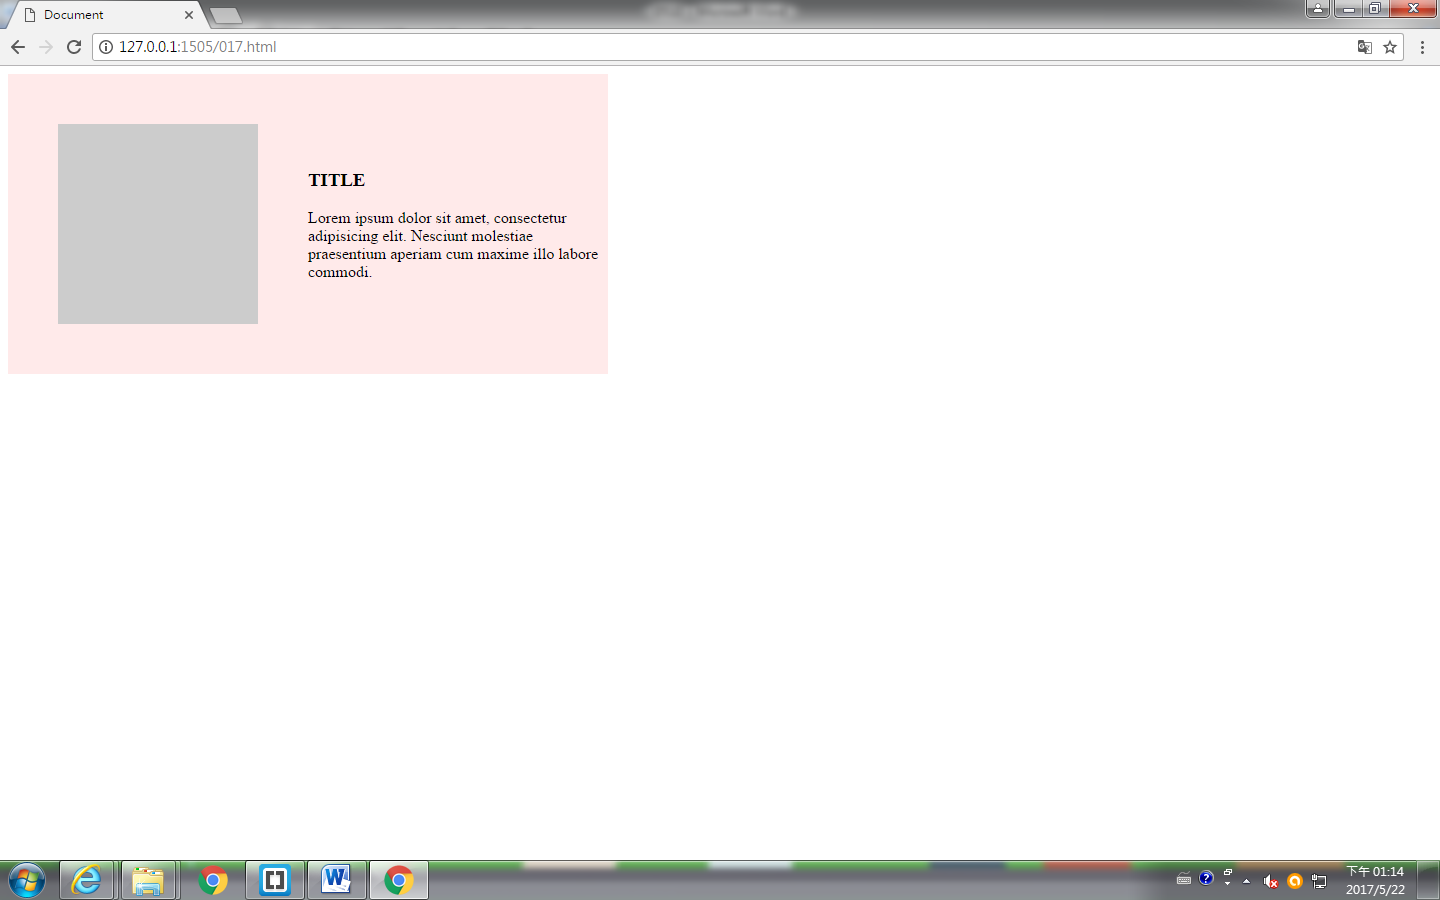 Document
127.0.0.1:1505/017.html
TITLE
Lorem ipsum dolor sit amet, consectetur
adipisicing elit. Nesciunt molestiae
praesentium aperiam cum maxime illo labore
commodi.
下午 01:14
2017/5/22